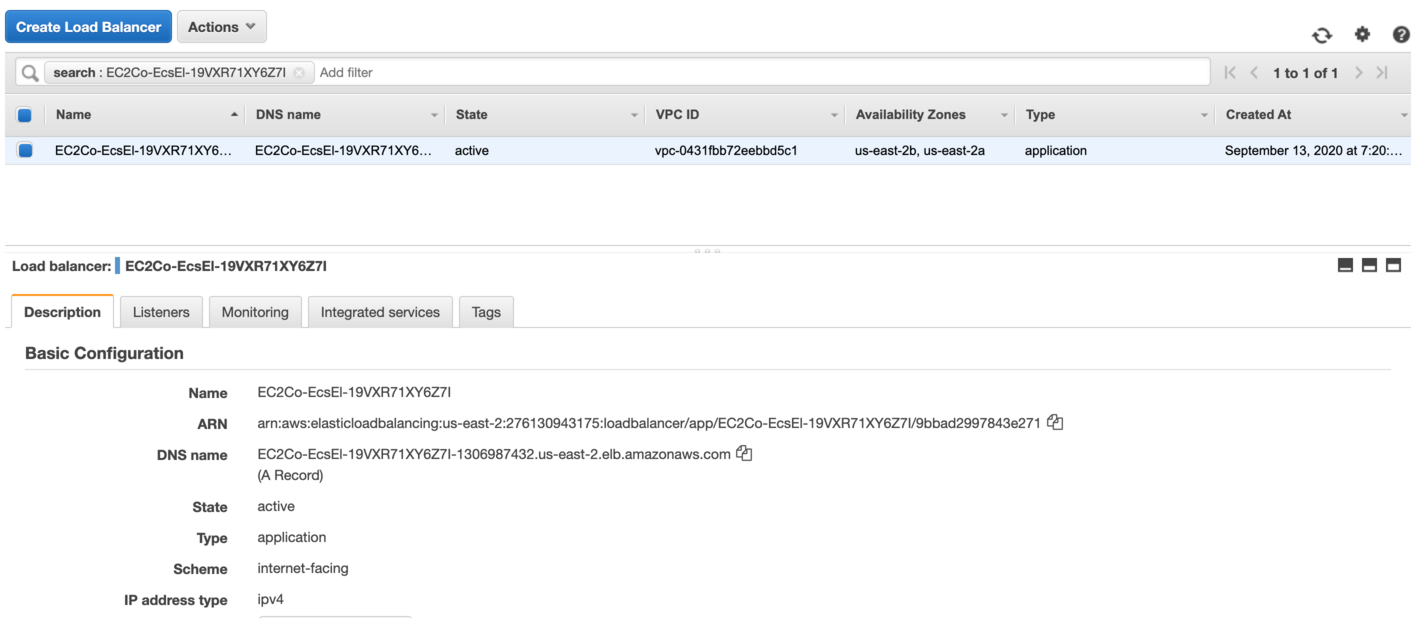 Create Load Balancer Actions
search : EC2Co-EcsEl-19VXR71XY6Z7I Add filter 1 to 1 of 1
Name DNS name State VPC ID Availability Zones Type Created At
EC2Co-EcsEl-19VXR71XY6... EC2Co-EcsEl-19VXR71XY6... active vpc-0431fbb72eebbd5c1 us-east-2b, us-east-2a application September 13, 2020 at 7:20:...
Load balancer: EC2Co-EcsEl-19VXR71XY6Z7I
Description Listeners Monitoring Integrated services Tags
Basic Configuration
Name EC2Co-EcsEl-19VXR71XY6Z7I
ARN arn:aws:elasticloadbalancing:us-east-2:276130943175:loadbalancer/app/EC2Co-EcsEl-19VXR71XY6Z7I/9bbad2997843e271
DNS name EC2Co-EcsEl-19VXR71XY6Z7I-1306987432.us-east-2.elb.amazonaws.com
(A Record)
State active
Type application
Scheme internet-facing
IP address type ipv4